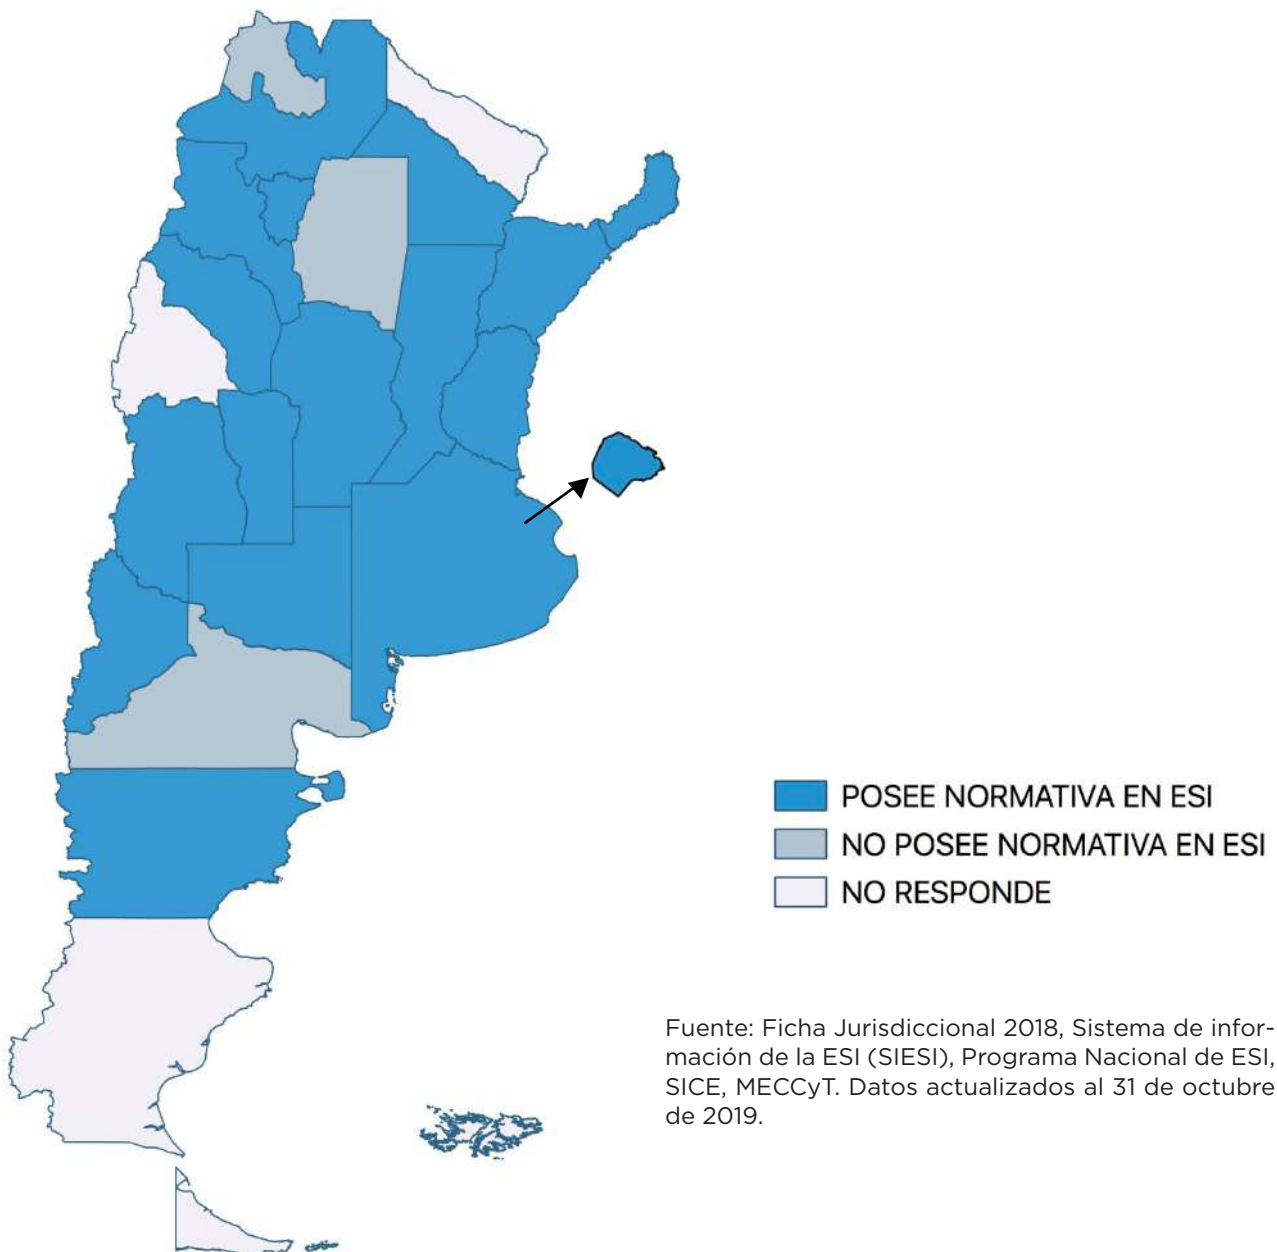 POSEE NORMATIVA EN ESI
NO POSEE NORMATIVA EN ESI
NO RESPONDE
Fuente: Ficha Jurisdiccional 2018, Sistema de infor-
mación de la ESI (SIESI), Programa Nacional de ESI,
SICE, MECCyT. Datos actualizados al 31 de octubre
de 2019.